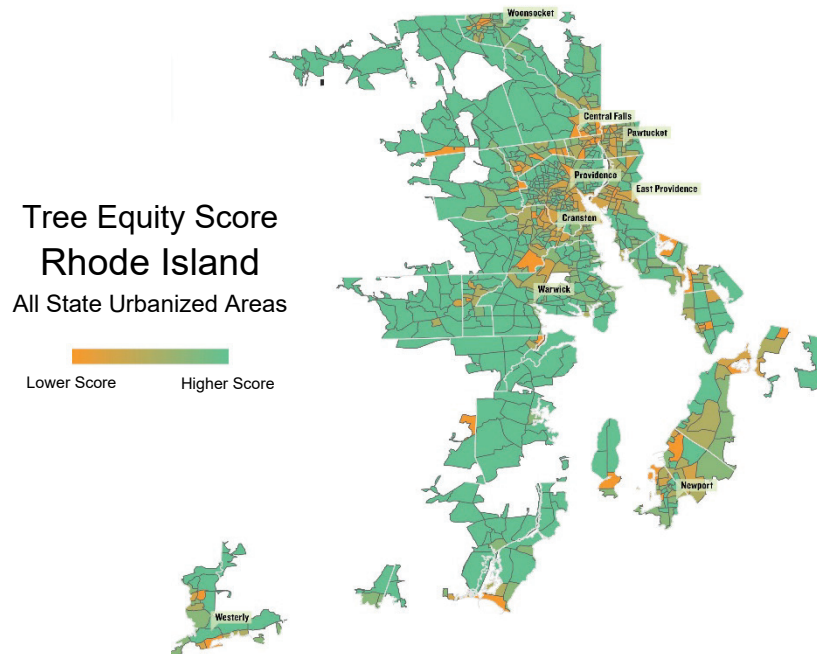 Woonsocket
Central Falls
Pawtucket
Providence
East Providence
Cranston
Tree Equity Score
Rhode Island
All State Urbanized Areas
Warwick
Lower Score
Higher Score
Newport
Westerly